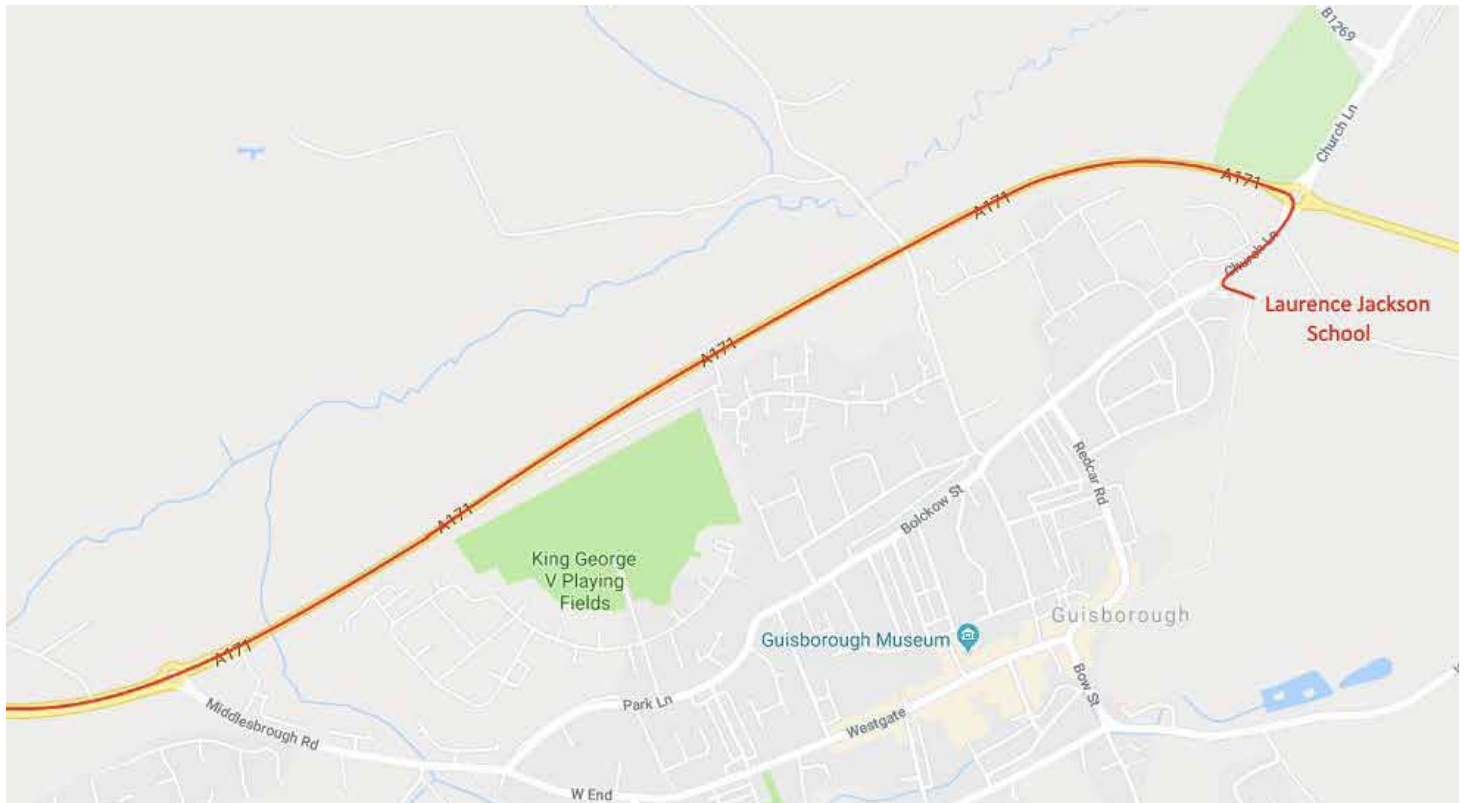 B1269
Church Ln
A171
A171
Church Ln
Laurence Jackson
School
A171
Redcar Rd
Bolckow St
A171
King George
V Playing
Fields
Guisborough
Guisborough Museum
A171
Bow St
Park Ln
Westgate
Middlesbrough Rd
W End